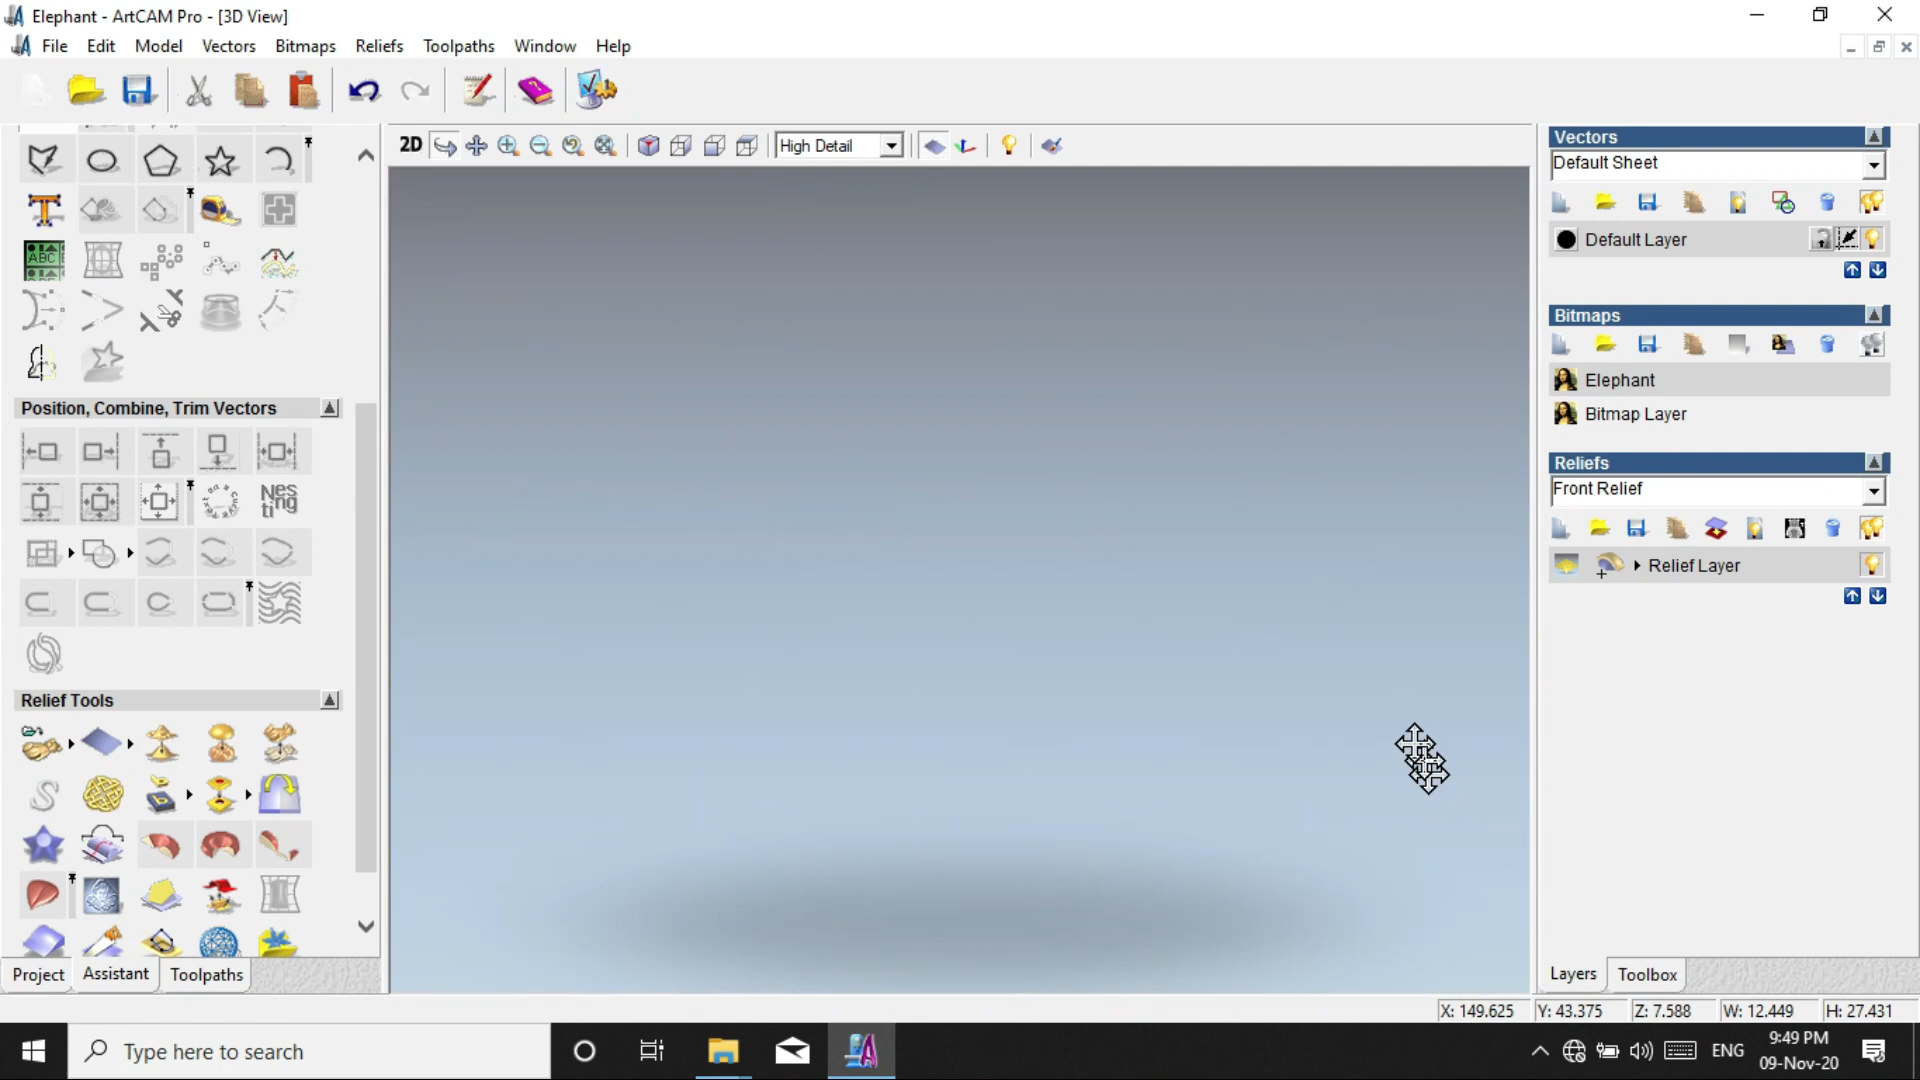 Elephant - ArtCAM Pro - [3D View]
File Edit Model Vectors Bitmaps Reliefs Toolpaths Window Help
2D
High Detail
T
ABC
Position, Combine, Trim Vectors
Nes
ting
Relief Tools
S
Project Assistant Toolpaths
Vectors
Default Sheet
Default Layer
Bitmaps
Elephant
Bitmap Layer
Reliefs
Front Relief
Relief Layer
Layers Toolbox
X: 149.625 Y: 43.375 Z: 7.588 W: 12.449 H: 27.431
Type here to search
ENG
9:49 PM
09-Nov-20